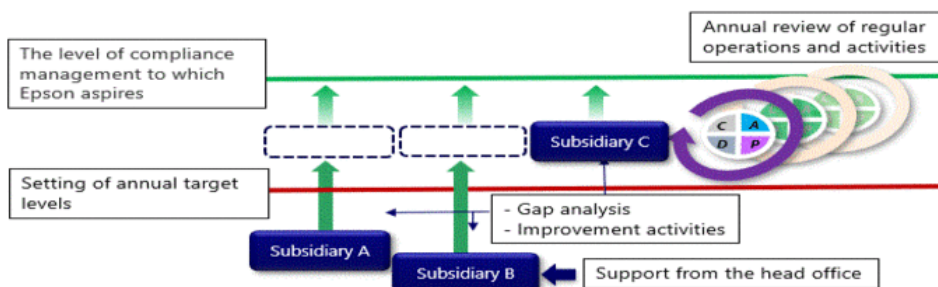 The level of compliance
management to which
Epson aspires
Annual review of regular
operations and activities
C
A
D
P
Subsidiary C
Setting of annual target
levels
- Gap analysis
- Improvement activities
Subsidiary A
Subsidiary B
Support from the head office